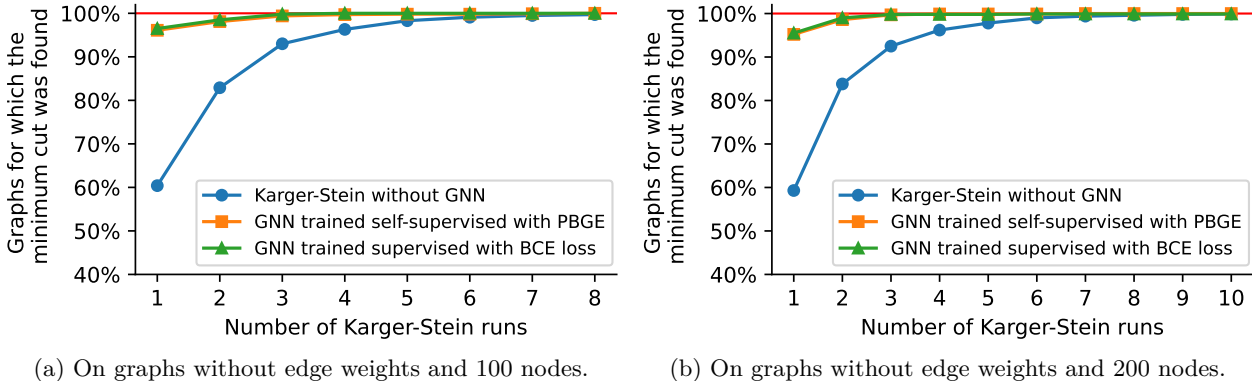 Graphs for which the
minimum cut was found
100%
90%
80%
70%
60%
50%
40%
Karger-Stein without GNN
GNN trained self-supervised with PBGE
GNN trained supervised with BCE loss
1 2 3 4 5 6 7 8
Number of Karger-Stein runs
(a) On graphs without edge weights and 100 nodes.
Graphs for which the
minimum cut was found
100%
90%
80%
70%
60%
50%
40%
Karger-Stein without GNN
GNN trained self-supervised with PBGE
GNN trained supervised with BCE loss
1 2 3 4 5 6 7 8 9 10
Number of Karger-Stein runs
(b) On graphs without edge weights and 200 nodes.